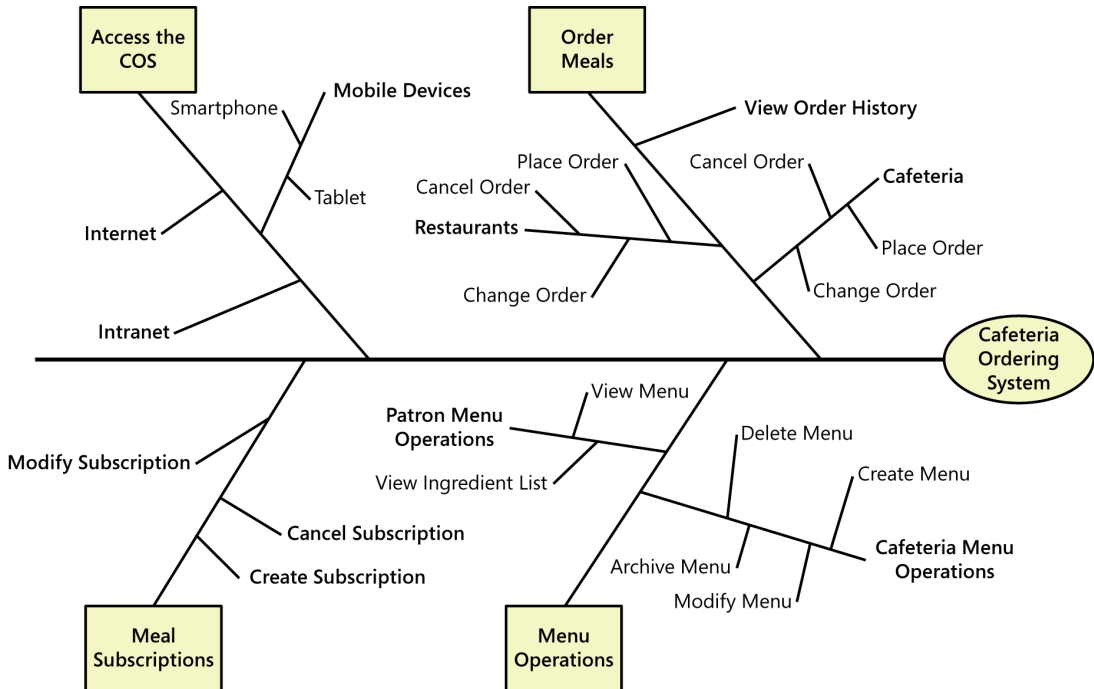 Access the
COS
Order
Meals
Mobile Devices
Smartphone
View Order History
Place Order
Cancel Order
Cancel Order
Cafeteria
Tablet
Restaurants
Internet
Place Order
Change Order
Change Order
Intranet
Cafeteria
Ordering
System
View Menu
Patron Menu
Operations
Delete Menu
Modify Subscription
Create Menu
View Ingredient List
Cancel Subscription
Cafeteria Menu
Operations
Archive Menu
Create Subscription
Modify Menu
Meal
Subscriptions
Menu
Operations